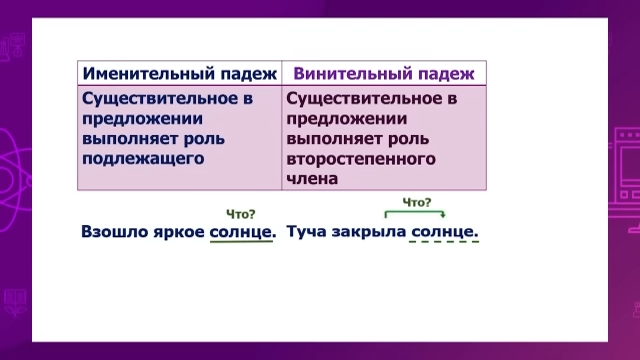 Именительный падеж
Винительный падеж
Существительное в
предложении
выполняет роль
подлежащего
Существительное в
предложении
выполняет роль
второстепенного
члена
Что?
Взошло яркое солнце.
Что?
Туча закрыла солнце.